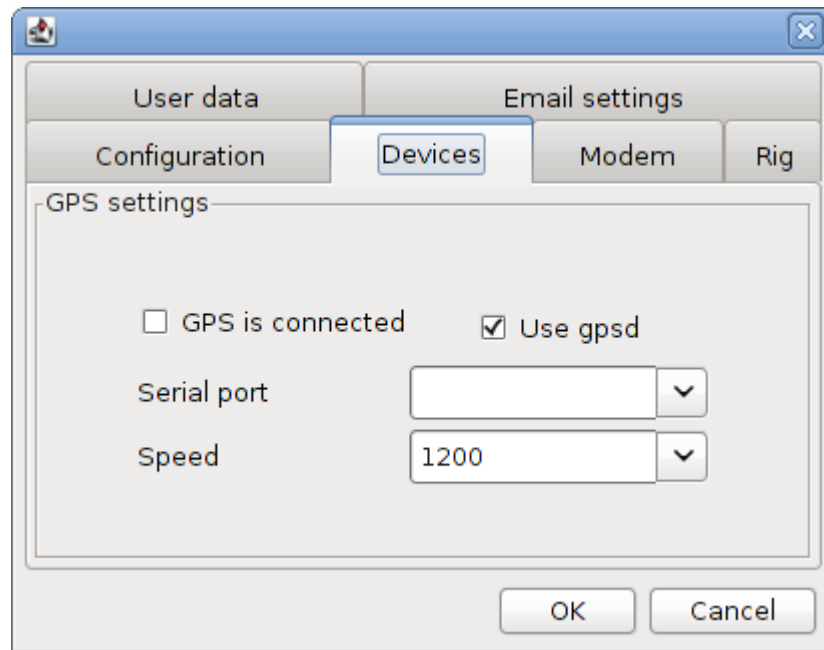 User data Email settings
Configuration Devices Modem Rig
GPS settings
GPS is connected Use gpsd
Serial port
Speed 1200
OK Cancel